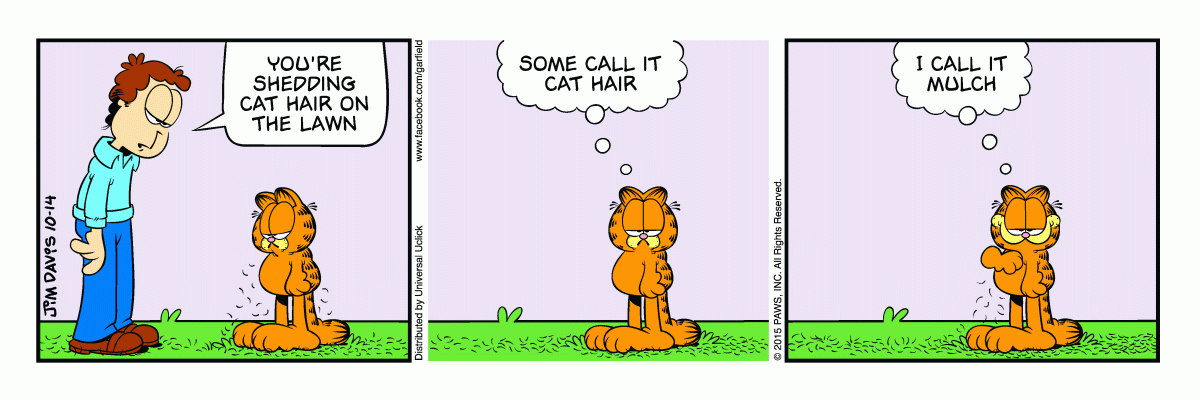 YOU'RE
SHEDDING
CAT HAIR ON
THE LAWN
JIM DAVIS 10-14
www.facebook.com/garfield
Distributed by Universal Uclick
SOME CALL IT
CAT HAIR
© 2015 PAWS, INC. All Rights Reserved.
I CALL IT
MULCH